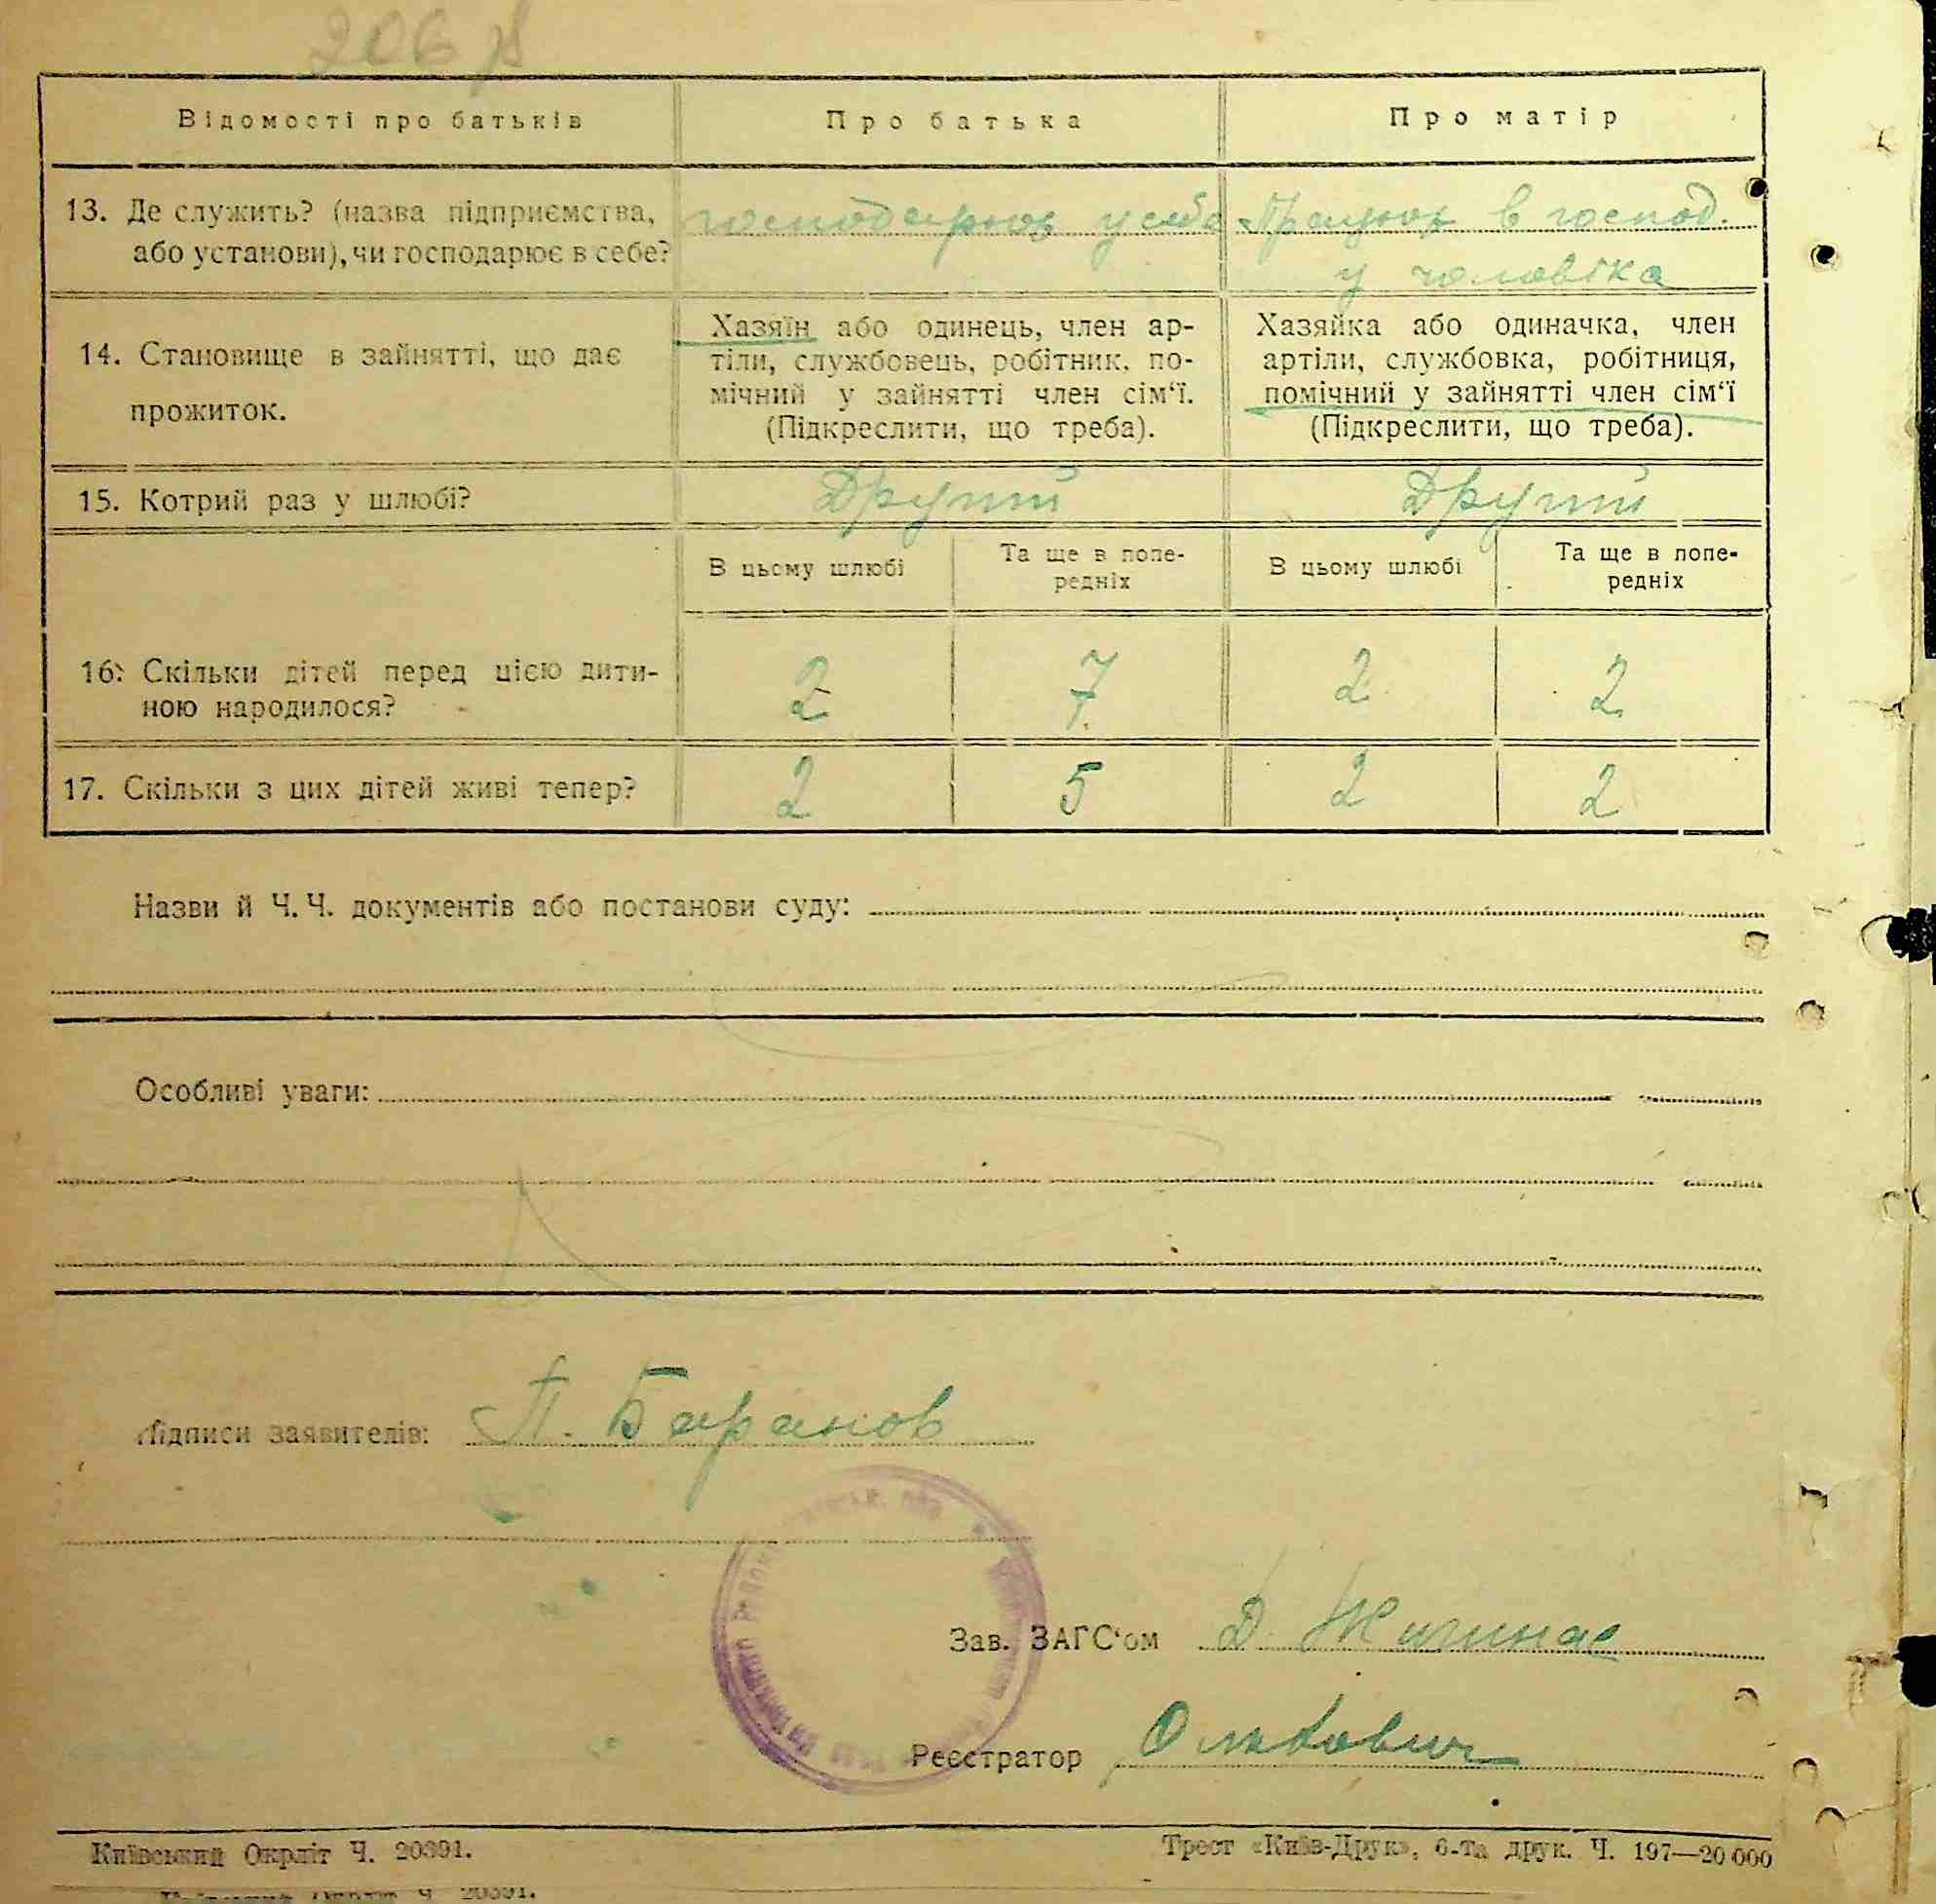 206
Відомості про батьків
Про батька
Про матір
13. Де служить? (назва підприємства,
або установи), чи господарює в себе?
господарює у себе
Працює в господ.
у чоловіка
14. Становище в зайнятті, що дає
прожиток.
Хазяїн або одинець, член ар-
тіли, службовець, робітник, по-
мічний у зайнятті член сім‘ї.
(Підкреслити, що треба).
Хазяйка або одиначка, член
артіли, службовка, робітниця,
помічний у зайнятті член сім‘ї
(Підкреслити, що треба).
15. Котрий раз у шлюбі?
Другий
Другий
В цьому шлюбі
Та ще в попе-
редніх
В цьому шлюбі
Та ще в попе-
редніх
16. Скільки дітей перед цією дити-
ною народилося?
2
7
2
2
17. Скільки з цих дітей живі тепер?
2
5
2
2
Назви й Ч. Ч. документів або постанови суду:
Особливі уваги:
Підписи заявителів: П. Баранов
Зав. ЗАГС‘ом Д.
Реєстратор
Київський Окрліт Ч. 20391.
Трест «Київ-Друк», 6-та друк. Ч. 197—20.000
Ч. 20391.